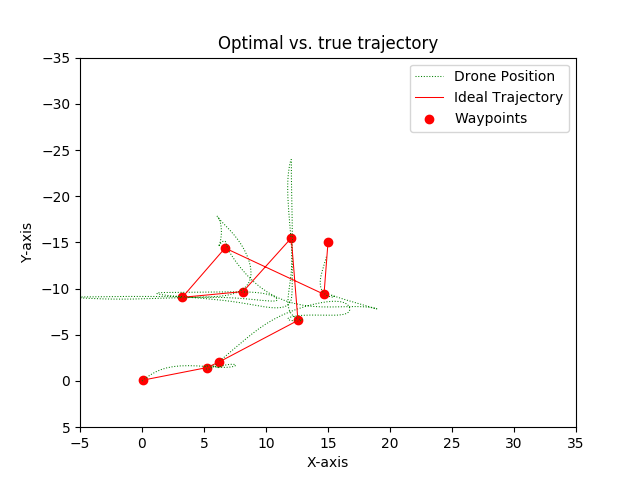 Optimal vs. true trajectory
Drone Position
Ideal Trajectory
Waypoints
−35
−30
−25
−20
−15
−10
−5
0
5
Y-axis
−5 0 5 10 15 20 25 30 35
X-axis